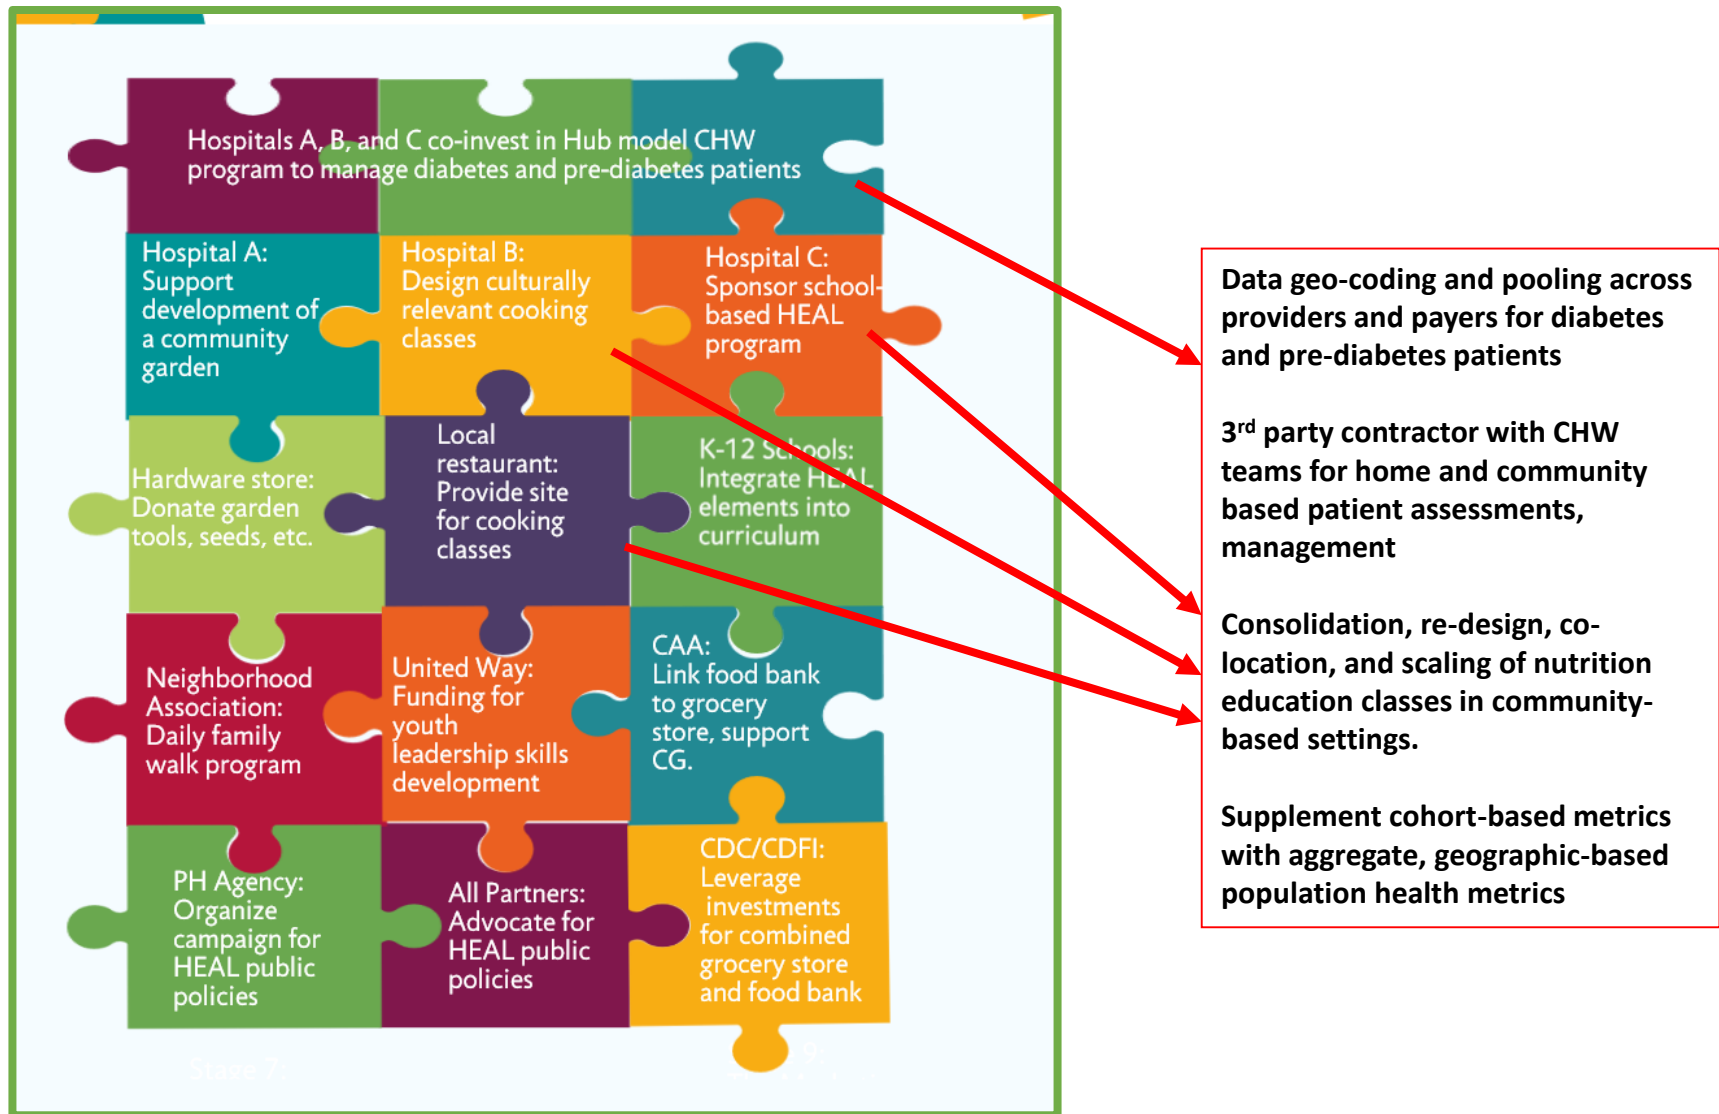 Hospitals A, B, and C co-invest in Hub model CHW
program to manage diabetes and pre-diabetes patients
Hospital A:
Support
development of
a community
garden
Hospital B:
Design culturally
relevant cooking
classes
Hospital C:
Sponsor school-
based HEAL
program
Hardware store:
Donate garden
tools, seeds, etc.
Local
restaurant:
Provide site
for cooking
classes
K-12 Schools:
Integrate HEAL
elements into
curriculum
Neighborhood
Association:
Daily family
walk program
United Way:
Funding for
youth
leadership skills
development
CAA:
Link food bank
to grocery
store, support
CG.
PH Agency:
Organize
campaign for
HEAL public
policies
All Partners:
Advocate for
HEAL public
policies
CDC/CDFI:
Leverage
investments
for combined
grocery store
and food bank
Stage 7:
9:
Data geo-coding and pooling across
providers and payers for diabetes
and pre-diabetes patients
3rd party contractor with CHW
teams for home and community
based patient assessments,
management
Consolidation, re-design, co-
location, and scaling of nutrition
education classes in community-
based settings.
Supplement cohort-based metrics
with aggregate, geographic-based
population health metrics